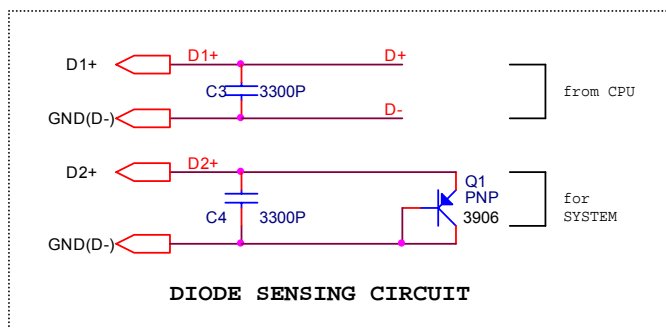 D1+ D1+ D+
C3 3300P
from CPU
GND(D-) D-
D2+ D2+
Q1
PNP
3906
C4 3300P
for
SYSTEM
GND(D-)
DIODE SENSING CIRCUIT